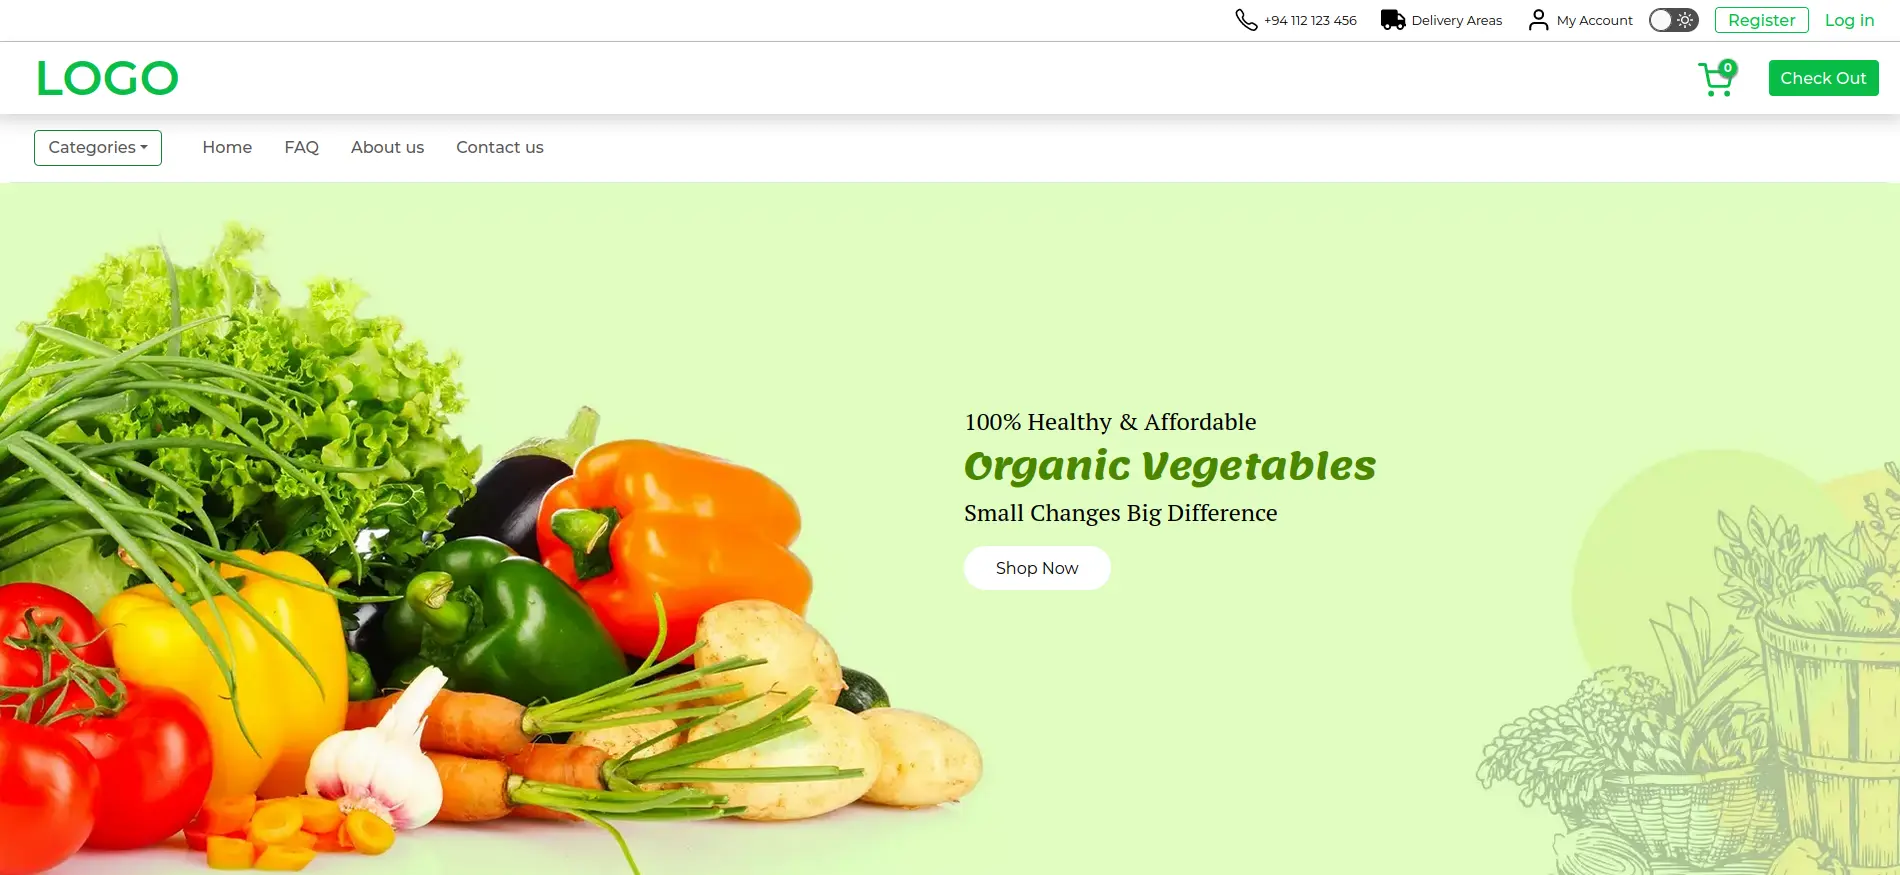 +94 112 123 456 Delivery Areas My Account Register Log in
LOGO 0 Check Out
Categories Home FAQ About us Contact us
100% Healthy & Affordable
Organic Vegetables
Small Changes Big Difference
Shop Now